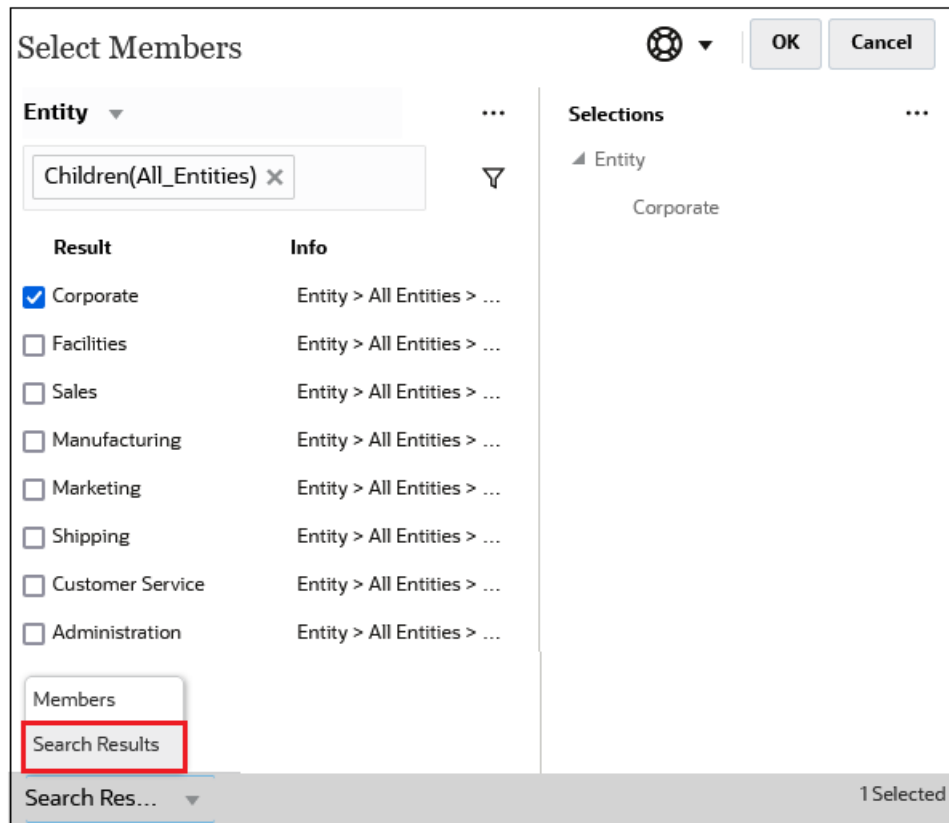 Select Members
OK
Cancel
Entity
...
Selections
...
Children(All_Entities)
Entity
Corporate
Result Info
Corporate Entity > All Entities > ...
Facilities Entity > All Entities > ...
Sales Entity > All Entities > ...
Manufacturing Entity > All Entities > ...
Marketing Entity > All Entities > ...
Shipping Entity > All Entities > ...
Customer Service Entity > All Entities > ...
Administration Entity > All Entities > ...
Members
Search Results
Search Res...
1 Selected